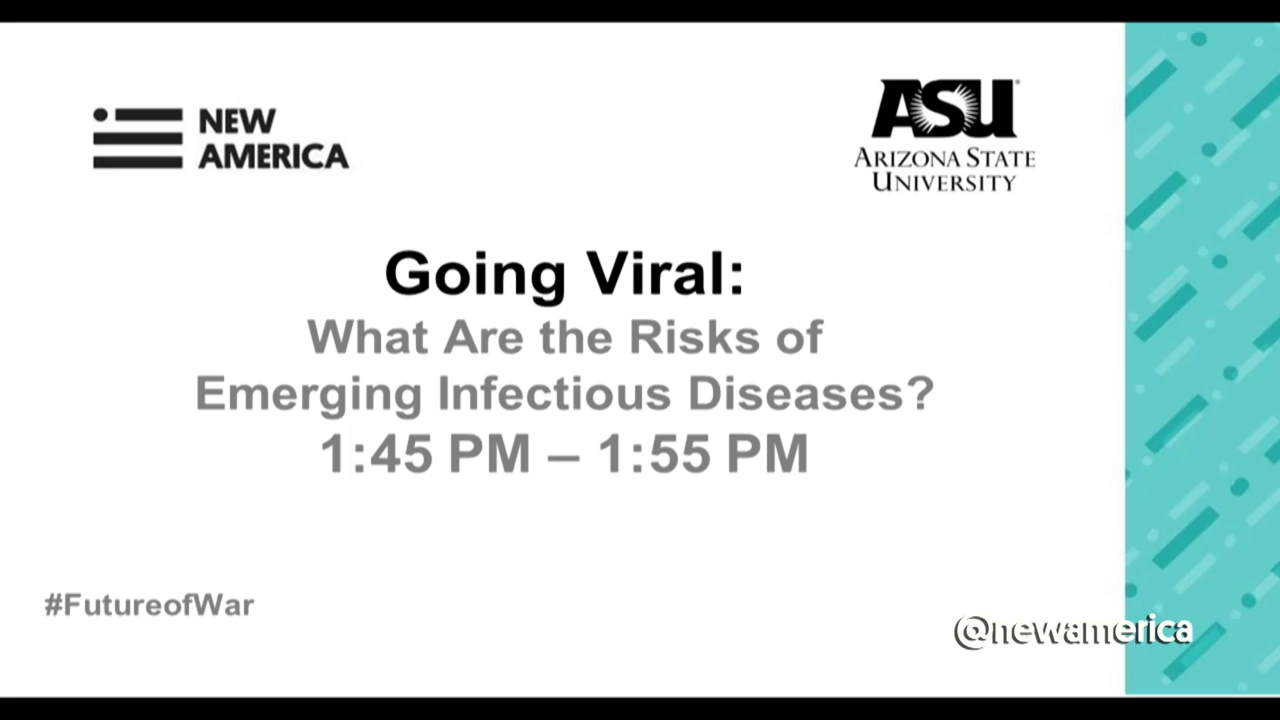 NEW
AMERICA
ASU
ARIZONA STATE
UNIVERSITY
Going Viral:
What Are the Risks of
Emerging Infectious Diseases?
1:45 PM – 1:55 PM
#FutureofWar
@newamerica